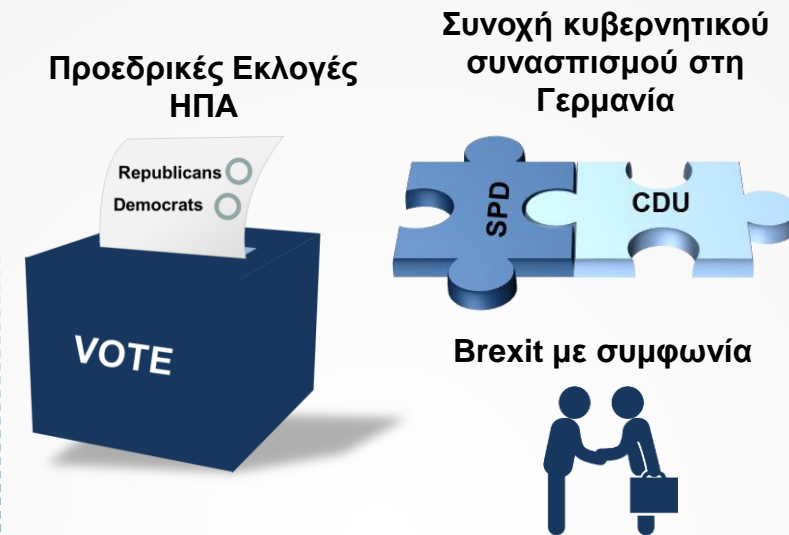 Προεδρικές Εκλογές
ΗΠΑ
Republicans
Democrats
VOTE
Συνοχή κυβερνητικού
συνασπισμού στη
Γερμανία
SPD
CDU
Brexit με συμφωνία